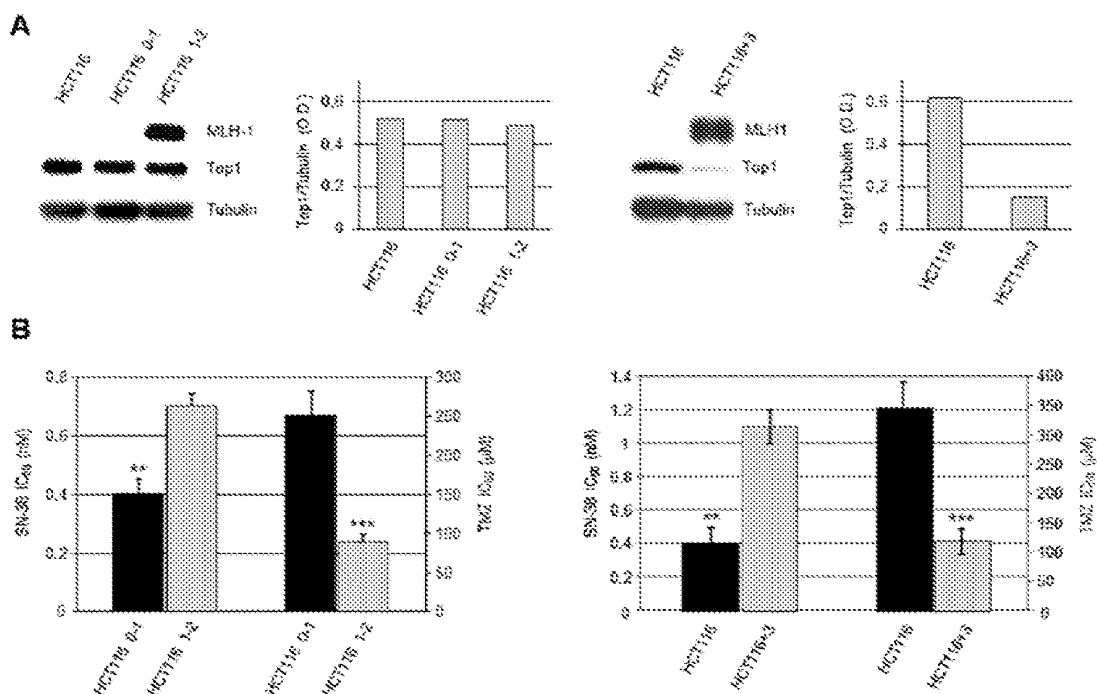 A
HCT116
HCT116 0-1
HCT116 1-2
MLH-1
Top1
Tubulin
Top1/Tubulin (O.D.)
0.8
0.4
0.2
0
HCT116
HCT116 0-1
HCT116 1-2
HCT116
HCT116+3
MLH1
Top1
Tubulin
Top1/Tubulin (O.D.)
0.4
0.2
0
HCT116
HCT116+3
B
SN-38 IC50 (nM)
0.8
0.6
0.4
0.2
0
**
***
300
250
200
150
100
50
0
TMZ IC50 (µM)
HCT116 0-1
HCT116 1-2
HCT116 0-1
HCT116 1-2
SN-38 IC50 (nM)
1.4
1.2
1
0.8
0.6
0.4
0.2
0
**
***
400
350
300
250
200
150
100
50
0
TMZ IC50 (µM)
HCT116
HCT116+3
HCT116
HCT116+3